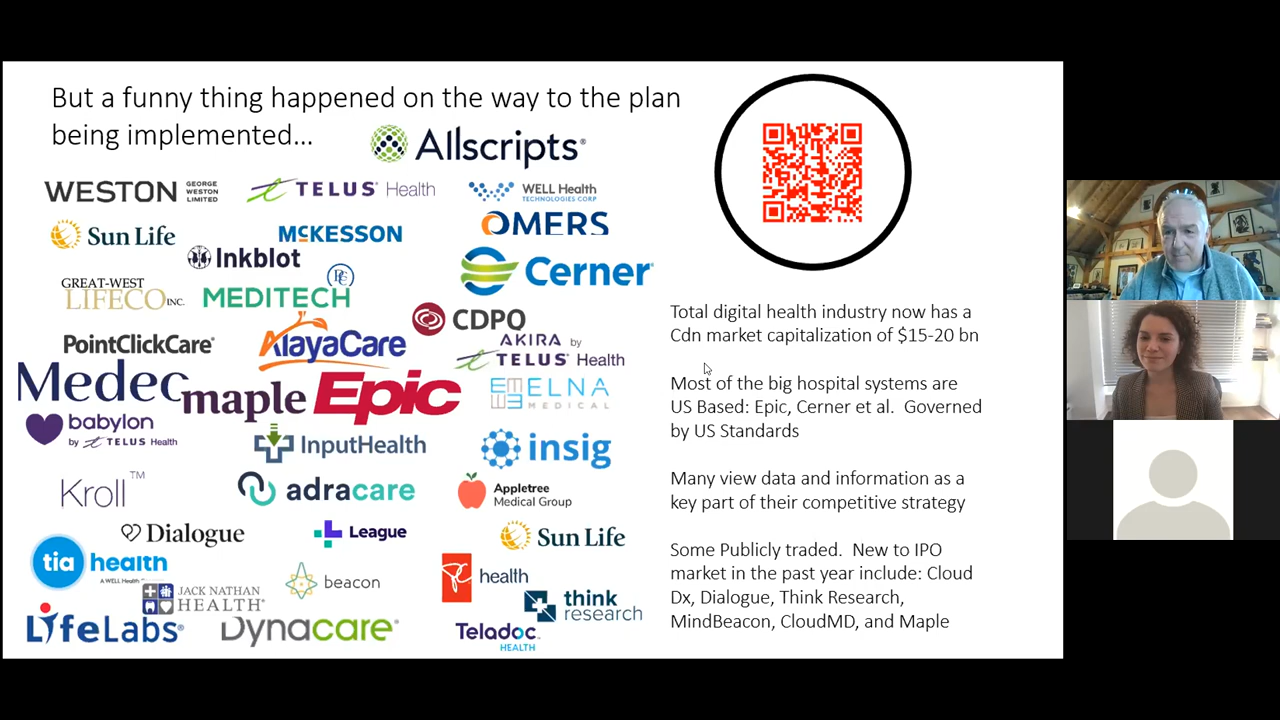 But a funny thing happened on the way to the plan
being implemented...
Allscripts®
WESTON GEORGE WESTON LIMITED
TELUS® Health
WELL Health
TECHNOLOGIES CORP
Sun Life
MCKESSON
OMERS
Inkblot
Cerner®
GREAT-WEST
LIFECO INC.
MEDITECH
CDPQ
PointClickCare®
AlayaCare
AKIRA by
TELUS® Health
Medec
maple
Epic
ELNA
MEDICAL
babylon
by TELUS Health
InputHealth
insig
Kroll™
adracare
Appletree
Medical Group
Dialogue
League
Sun Life
tia health
beacon
PC health
JACK NATHAN
HEALTH®
think
research
LifeLabs®
Dynacare®
Teladoc
HEALTH
Total digital health industry now has a
Cdn market capitalization of $15-20 bn
Most of the big hospital systems are
US Based: Epic, Cerner et al. Governed
by US Standards
Many view data and information as a
key part of their competitive strategy
Some Publicly traded. New to IPO
market in the past year include: Cloud
Dx, Dialogue, Think Research,
MindBeacon, CloudMD, and Maple